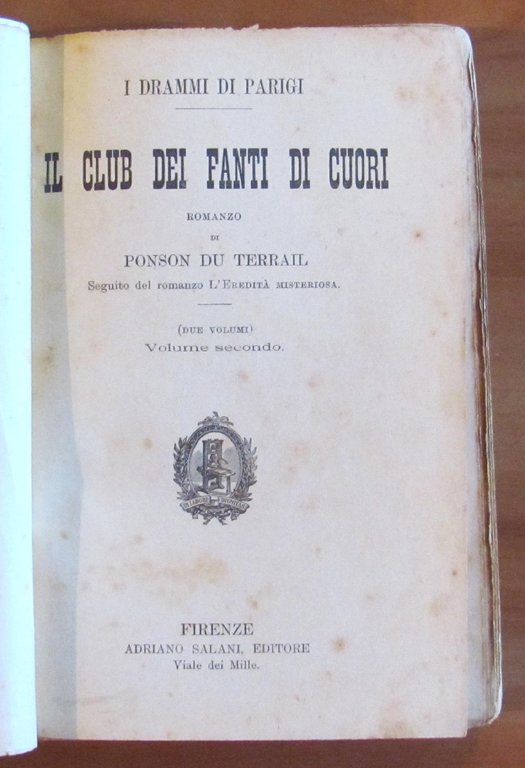 I DRAMMI DI PARIGI
IL CLUB DEI FANTI DI CUORI
ROMANZO
DI
PONSON DU TERRAIL
Seguito del romanzo L'EREDITÀ MISTERIOSA.
(DUE VOLUMI)
Volume secondo.
FIRENZE
ADRIANO SALANI, EDITORE
Viale dei Mille.